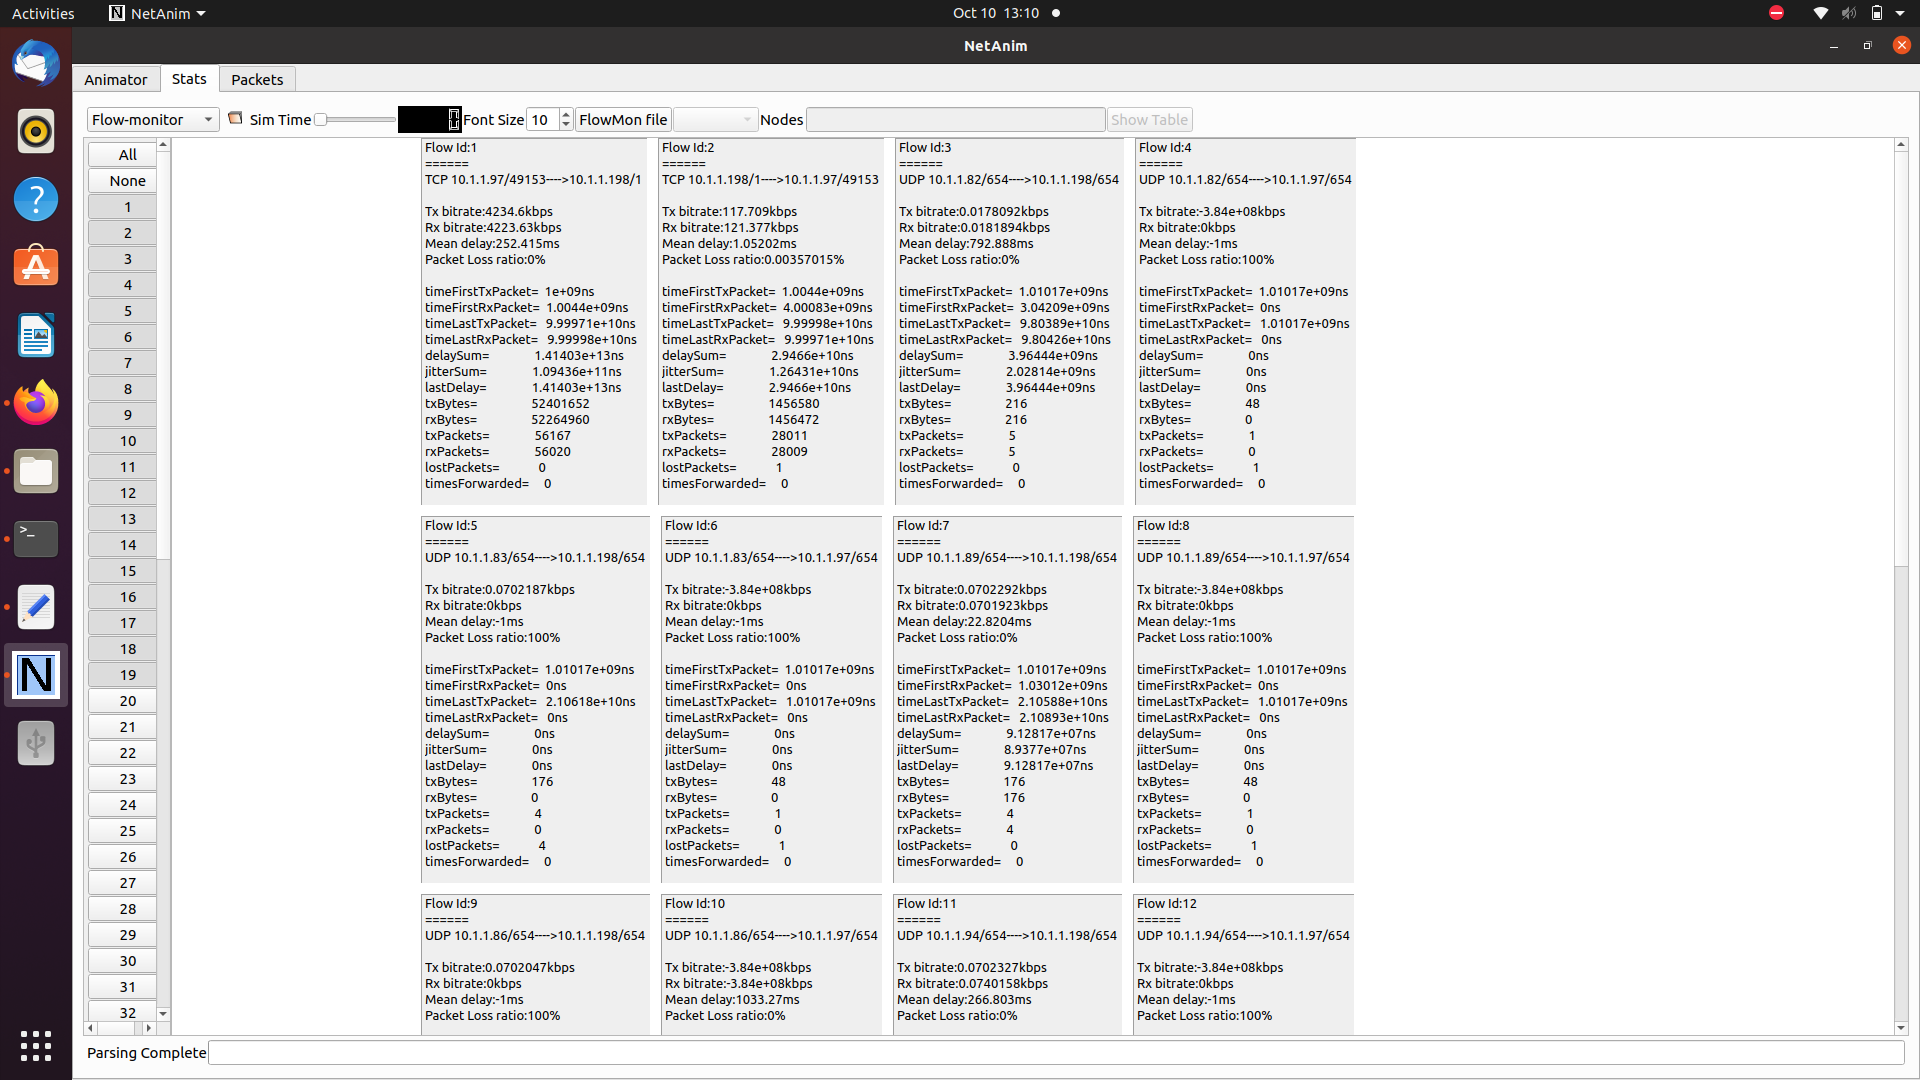 Activities
NetAnim
Oct 10 13:10
NetAnim
Animator
Stats
Packets
Flow-monitor
Sim Time
0
Font Size
10
FlowMon file
Nodes
Show Table
All
None
1
2
3
4
5
6
7
8
9
10
11
12
13
14
15
16
17
18
19
20
21
22
23
24
25
26
27
28
29
30
31
32
Flow Id:1
======
TCP 10.1.1.97/49153---->10.1.1.198/1
Tx bitrate:4234.6kbps
Rx bitrate:4223.63kbps
Mean delay:252.415ms
Packet Loss ratio:0%
timeFirstTxPacket= 1e+09ns
timeFirstRxPacket= 1.0044e+09ns
timeLastTxPacket= 9.99971e+10ns
timeLastRxPacket= 9.99998e+10ns
delaySum= 1.41403e+13ns
jitterSum= 1.09436e+11ns
lastDelay= 1.41403e+13ns
txBytes= 52401652
rxBytes= 52264960
txPackets= 56167
rxPackets= 56020
lostPackets= 0
timesForwarded= 0
Flow Id:2
======
TCP 10.1.1.198/1---->10.1.1.97/49153
Tx bitrate:117.709kbps
Rx bitrate:121.377kbps
Mean delay:1.05202ms
Packet Loss ratio:0.00357015%
timeFirstTxPacket= 1.0044e+09ns
timeFirstRxPacket= 4.00083e+09ns
timeLastTxPacket= 9.99998e+10ns
timeLastRxPacket= 9.99971e+10ns
delaySum= 2.9466e+10ns
jitterSum= 1.26431e+10ns
lastDelay= 2.9466e+10ns
txBytes= 1456580
rxBytes= 1456472
txPackets= 28011
rxPackets= 28009
lostPackets= 1
timesForwarded= 0
Flow Id:3
======
UDP 10.1.1.82/654---->10.1.1.198/654
Tx bitrate:0.0178092kbps
Rx bitrate:0.0181894kbps
Mean delay:792.888ms
Packet Loss ratio:0%
timeFirstTxPacket= 1.01017e+09ns
timeFirstRxPacket= 3.04209e+09ns
timeLastTxPacket= 9.80389e+10ns
timeLastRxPacket= 9.80426e+10ns
delaySum= 3.96444e+09ns
jitterSum= 2.02814e+09ns
lastDelay= 3.96444e+09ns
txBytes= 216
rxBytes= 216
txPackets= 5
rxPackets= 5
lostPackets= 0
timesForwarded= 0
Flow Id:4
======
UDP 10.1.1.82/654---->10.1.1.97/654
Tx bitrate:-3.84e+08kbps
Rx bitrate:0kbps
Mean delay:-1ms
Packet Loss ratio:100%
timeFirstTxPacket= 1.01017e+09ns
timeFirstRxPacket= 0ns
timeLastTxPacket= 1.01017e+09ns
timeLastRxPacket= 0ns
delaySum= 0ns
jitterSum= 0ns
lastDelay= 0ns
txBytes= 48
rxBytes= 0
txPackets= 1
rxPackets= 0
lostPackets= 1
timesForwarded= 0
Flow Id:5
======
UDP 10.1.1.83/654---->10.1.1.198/654
Tx bitrate:0.0702187kbps
Rx bitrate:0kbps
Mean delay:-1ms
Packet Loss ratio:100%
timeFirstTxPacket= 1.01017e+09ns
timeFirstRxPacket= 0ns
timeLastTxPacket= 2.10618e+10ns
timeLastRxPacket= 0ns
delaySum= 0ns
jitterSum= 0ns
lastDelay= 0ns
txBytes= 176
rxBytes= 0
txPackets= 4
rxPackets= 0
lostPackets= 4
timesForwarded= 0
Flow Id:6
======
UDP 10.1.1.83/654---->10.1.1.97/654
Tx bitrate:-3.84e+08kbps
Rx bitrate:0kbps
Mean delay:-1ms
Packet Loss ratio:100%
timeFirstTxPacket= 1.01017e+09ns
timeFirstRxPacket= 0ns
timeLastTxPacket= 1.01017e+09ns
timeLastRxPacket= 0ns
delaySum= 0ns
jitterSum= 0ns
lastDelay= 0ns
txBytes= 48
rxBytes= 0
txPackets= 1
rxPackets= 0
lostPackets= 1
timesForwarded= 0
Flow Id:7
======
UDP 10.1.1.89/654---->10.1.1.198/654
Tx bitrate:0.0702292kbps
Rx bitrate:0.0701923kbps
Mean delay:22.8204ms
Packet Loss ratio:0%
timeFirstTxPacket= 1.01017e+09ns
timeFirstRxPacket= 1.03012e+09ns
timeLastTxPacket= 2.10588e+10ns
timeLastRxPacket= 2.10893e+10ns
delaySum= 9.12817e+07ns
jitterSum= 8.9377e+07ns
lastDelay= 9.12817e+07ns
txBytes= 176
rxBytes= 176
txPackets= 4
rxPackets= 4
lostPackets= 0
timesForwarded= 0
Flow Id:8
======
UDP 10.1.1.89/654---->10.1.1.97/654
Tx bitrate:-3.84e+08kbps
Rx bitrate:0kbps
Mean delay:-1ms
Packet Loss ratio:100%
timeFirstTxPacket= 1.01017e+09ns
timeFirstRxPacket= 0ns
timeLastTxPacket= 1.01017e+09ns
timeLastRxPacket= 0ns
delaySum= 0ns
jitterSum= 0ns
lastDelay= 0ns
txBytes= 48
rxBytes= 0
txPackets= 1
rxPackets= 0
lostPackets= 1
timesForwarded= 0
Flow Id:9
======
UDP 10.1.1.86/654---->10.1.1.198/654
Tx bitrate:0.0702047kbps
Rx bitrate:0kbps
Mean delay:-1ms
Packet Loss ratio:100%
Flow Id:10
======
UDP 10.1.1.86/654---->10.1.1.97/654
Tx bitrate:-3.84e+08kbps
Rx bitrate:-3.84e+08kbps
Mean delay:1033.27ms
Packet Loss ratio:0%
Flow Id:11
======
UDP 10.1.1.94/654---->10.1.1.198/654
Tx bitrate:0.0702327kbps
Rx bitrate:0.0740158kbps
Mean delay:266.803ms
Packet Loss ratio:0%
Flow Id:12
======
UDP 10.1.1.94/654---->10.1.1.97/654
Tx bitrate:-3.84e+08kbps
Rx bitrate:0kbps
Mean delay:-1ms
Packet Loss ratio:100%
Parsing Complete